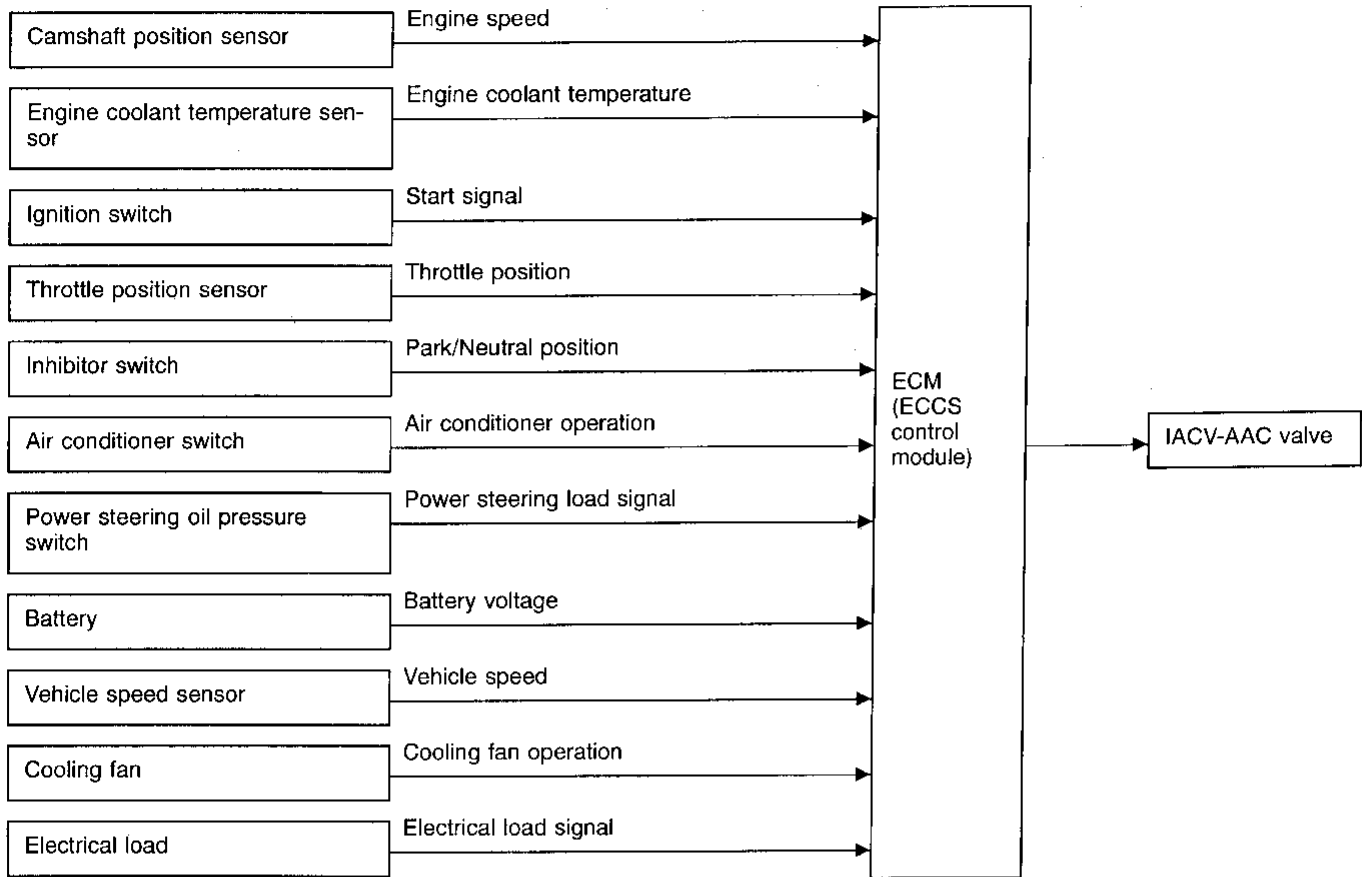 Camshaft position sensor
Engine speed
Engine coolant temperature sen-
sor
Engine coolant temperature
Ignition switch
Start signal
Throttle position sensor
Throttle position
Inhibitor switch
Park/Neutral position
Air conditioner switch
Air conditioner operation
Power steering oil pressure
switch
Power steering load signal
Battery
Battery voltage
Vehicle speed sensor
Vehicle speed
Cooling fan
Cooling fan operation
Electrical load
Electrical load signal
ECM
(ECCS
control
module)
IACV-AAC valve